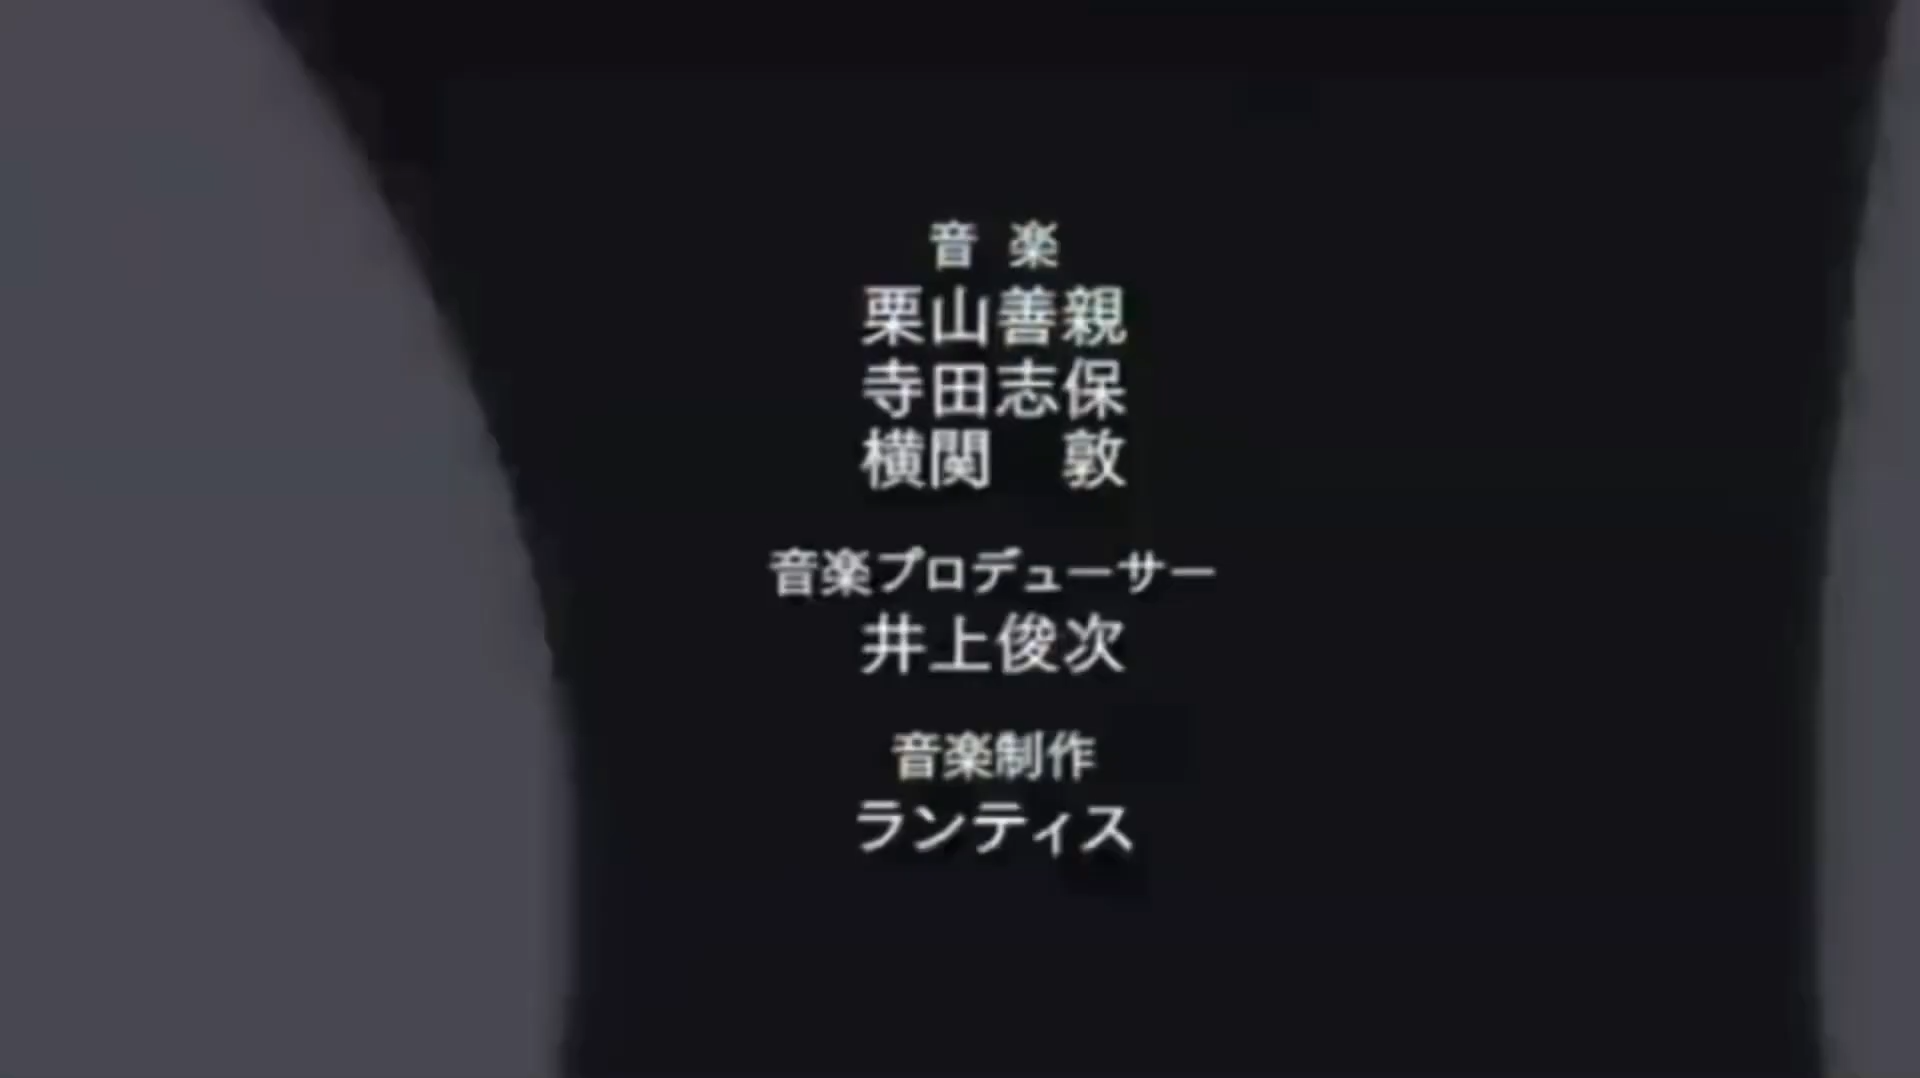 音 楽
栗山善親
寺田志保
横関　敦
音楽プロデューサー
井上俊次
音楽制作
ランティス